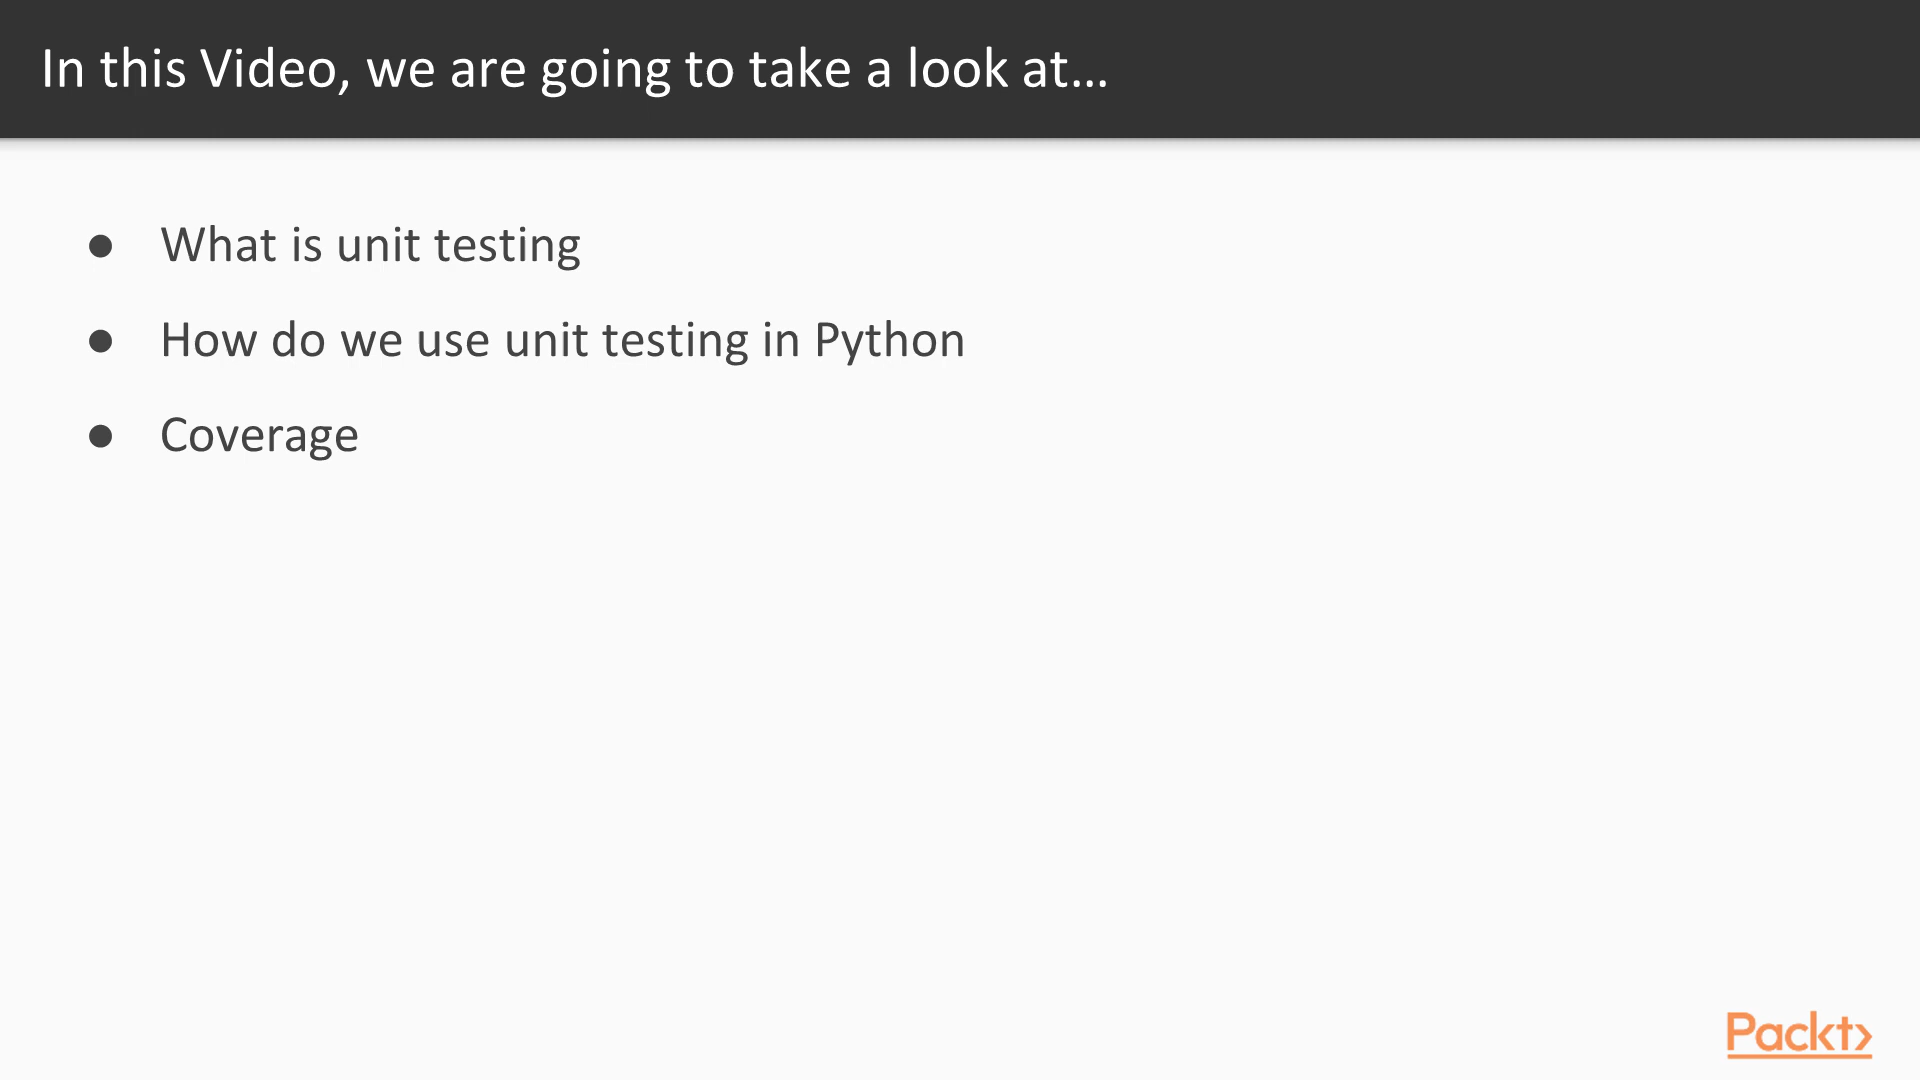 In this Video, we are going to take a look at…
● What is unit testing
● How do we use unit testing in Python
● Coverage
Packt>